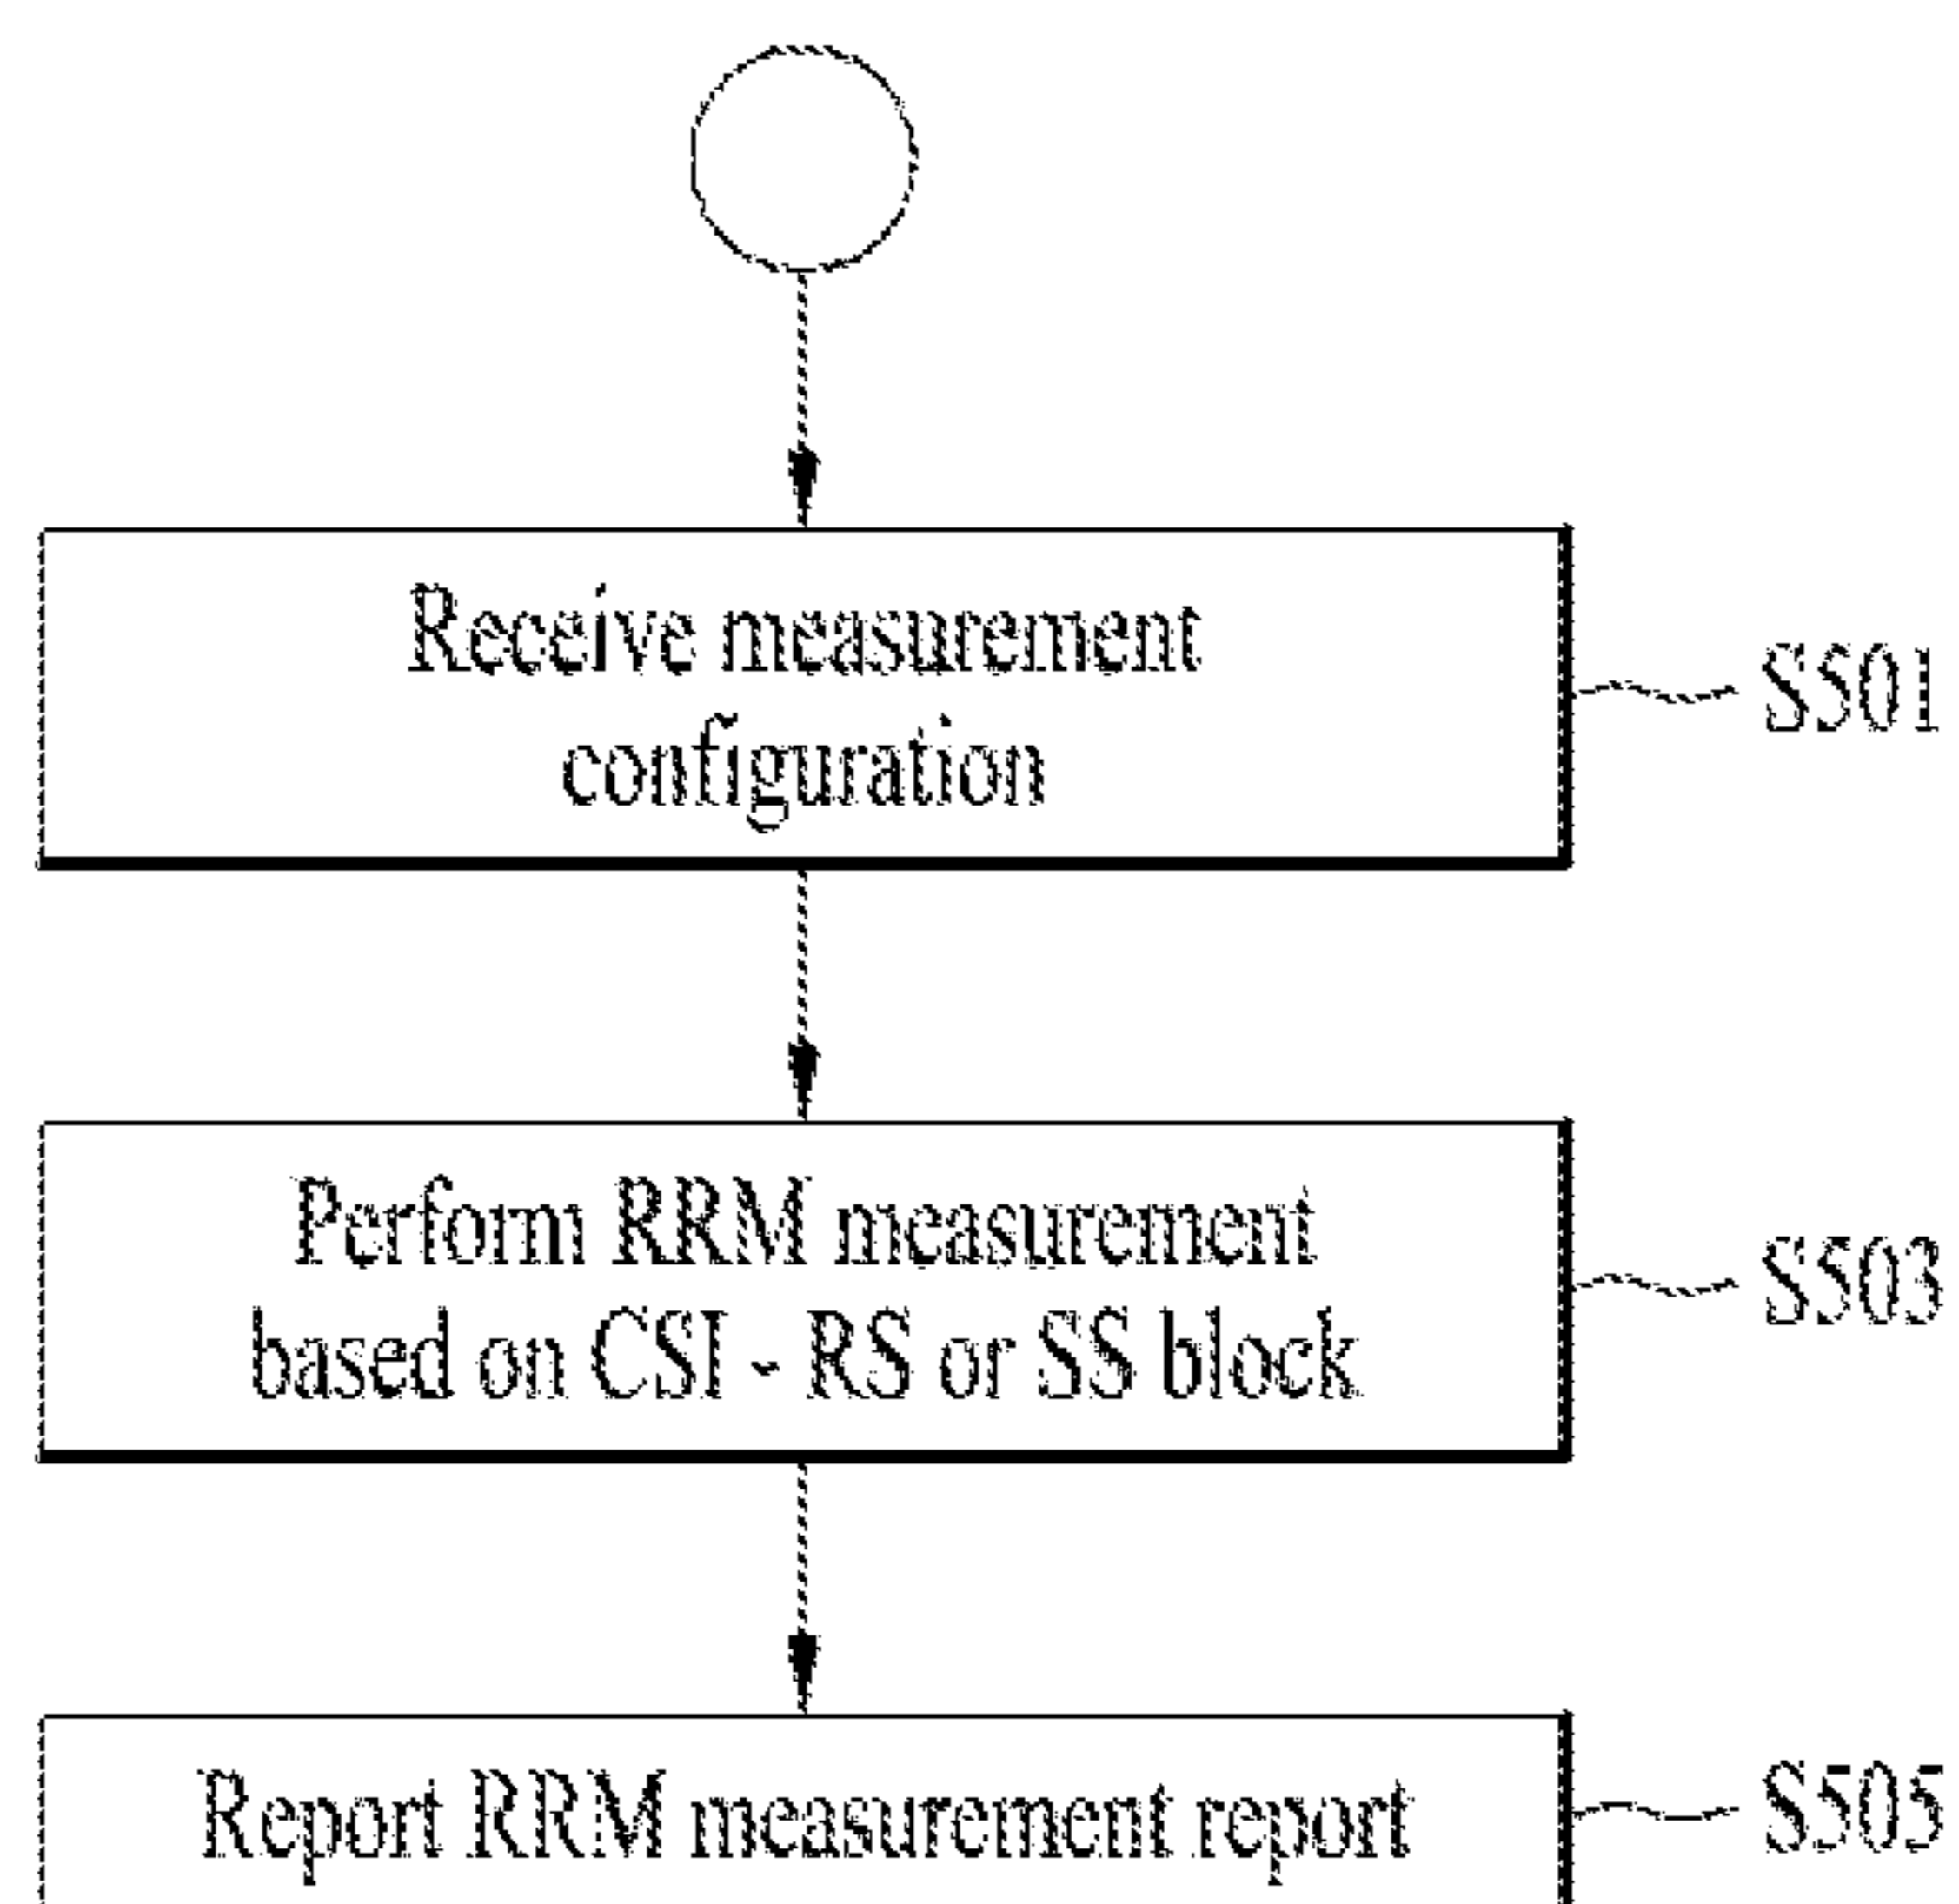 Receive measurement
configuration
S501
Perform RRM measurement
based on CSI - RS or SS block
S503
Report RRM measurement report
S505